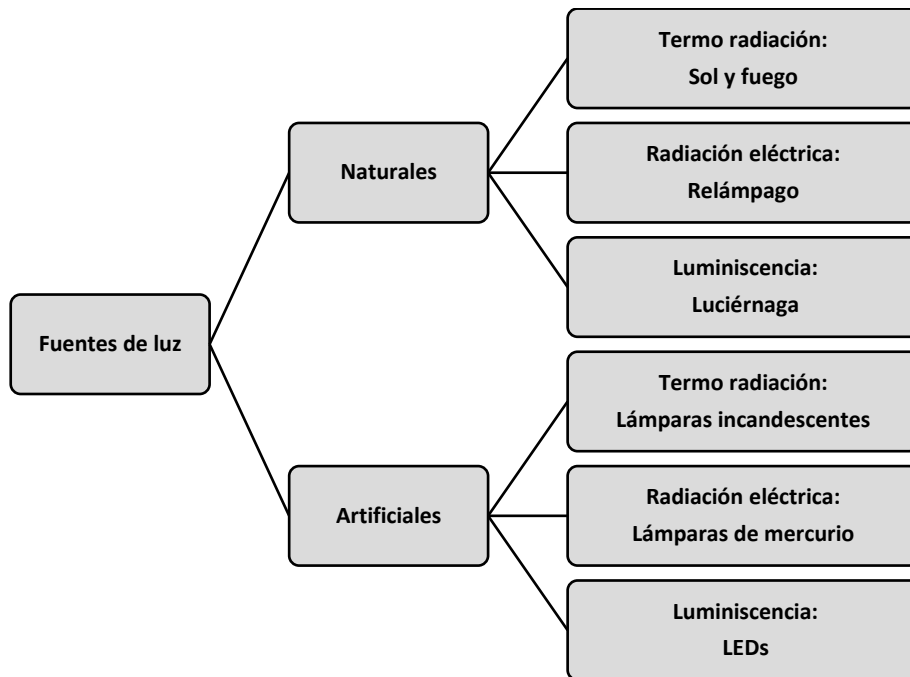 Termo radiación:
Sol y fuego
Naturales
Radiación eléctrica:
Relámpago
Luminiscencia:
Luciérnaga
Fuentes de luz
Termo radiación:
Lámparas incandescentes
Artificiales
Radiación eléctrica:
Lámparas de mercurio
Luminiscencia:
LEDs